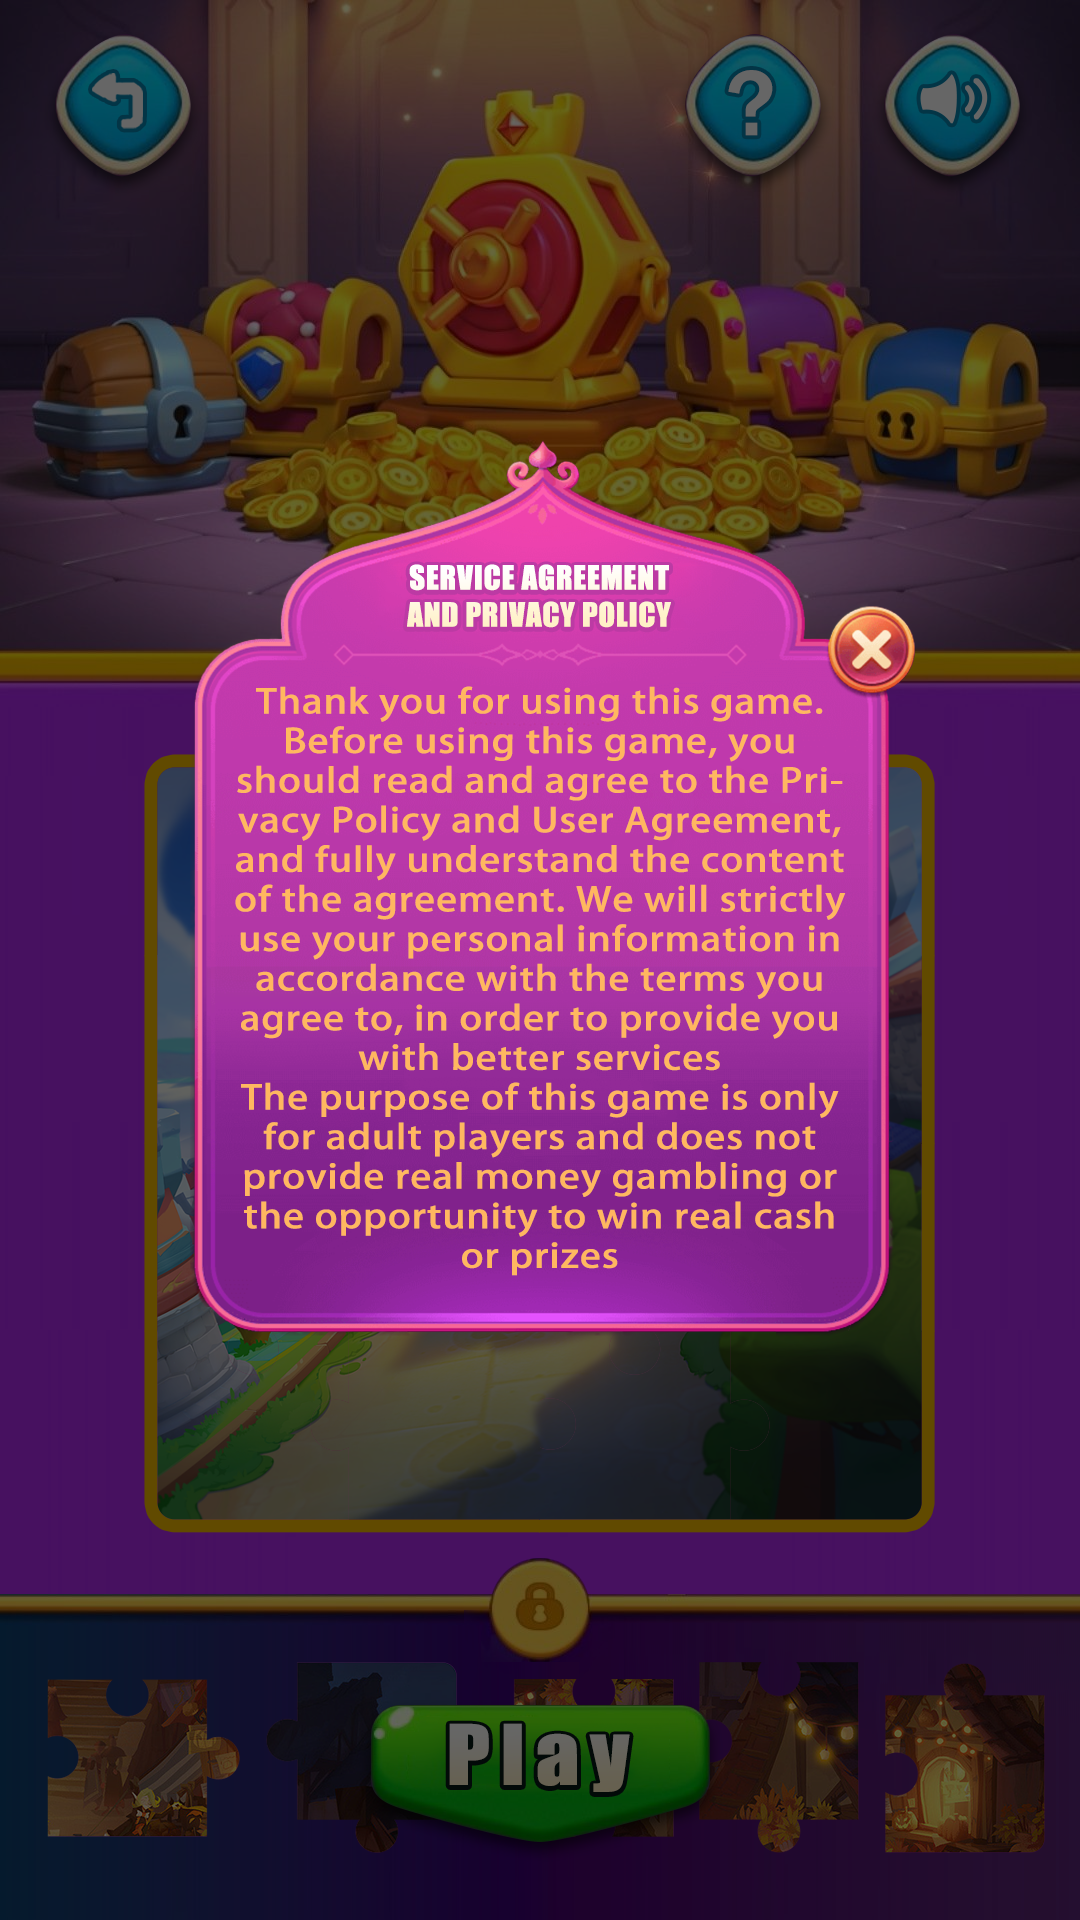 ?
SERVICE AGREEMENT
AND PRIVACY POLICY
Thank you for using this game.
Before using this game, you
should read and agree to the Pri-
vacy Policy and User Agreement,
and fully understand the content
of the agreement. We will strictly
use your personal information in
accordance with the terms you
agree to, in order to provide you
with better services
The purpose of this game is only
for adult players and does not
provide real money gambling or
the opportunity to win real cash
or prizes
Play